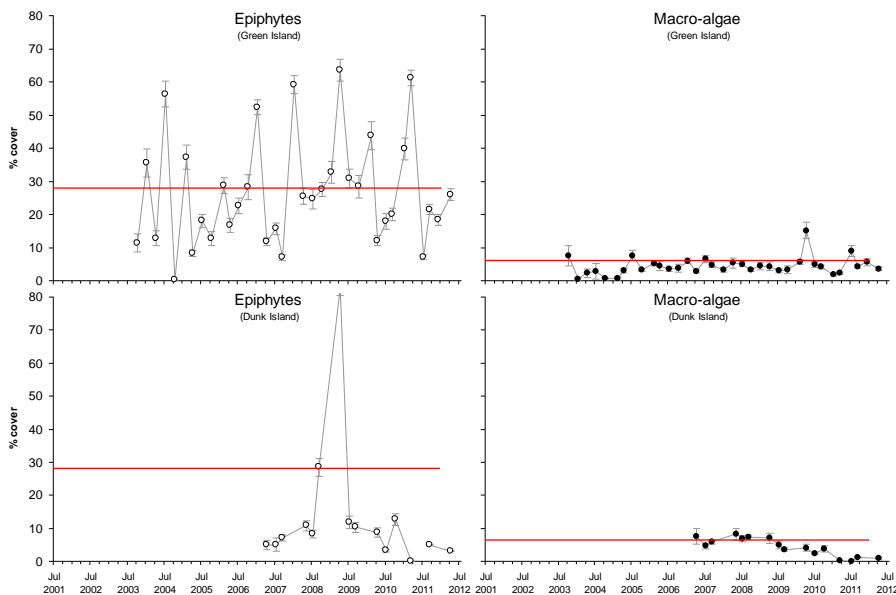 Epiphytes
(Green Island)
% cover
80
70
60
50
40
30
20
10
0
Macro-algae
(Green Island)
Epiphytes
(Dunk Island)
% cover
80
70
60
50
40
30
20
10
0
Macro-algae
(Dunk Island)
Jul Jul Jul Jul Jul Jul Jul Jul Jul Jul Jul Jul
2001 2002 2003 2004 2005 2006 2007 2008 2009 2010 2011 2012
Jul Jul Jul Jul Jul Jul Jul Jul Jul Jul Jul Jul
2001 2002 2003 2004 2005 2006 2007 2008 2009 2010 2011 2012